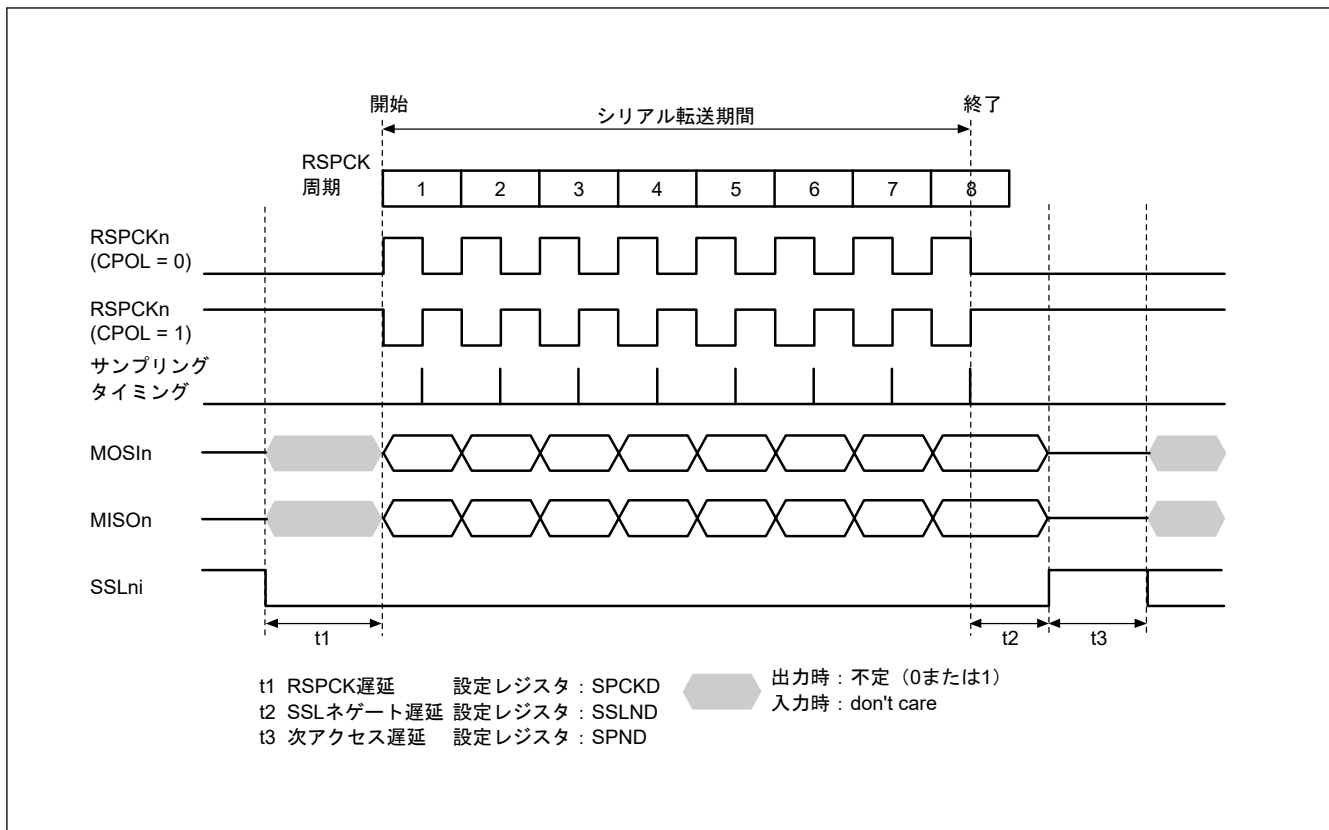 開始
終了
シリアル転送期間
RSPCK
周期
1 2 3 4 5 6 7 8
RSPCKn
(CPOL = 0)
RSPCKn
(CPOL = 1)
サンプリング
タイミング
MOSIn
MISOn
SSLni
t1
t2
t3
t1 RSPCK遅延 設定レジスタ：SPCKD
t2 SSLネゲート遅延 設定レジスタ：SSLND
t3 次アクセス遅延 設定レジスタ：SPND
出力時：不定（0または1）
入力時：don't care